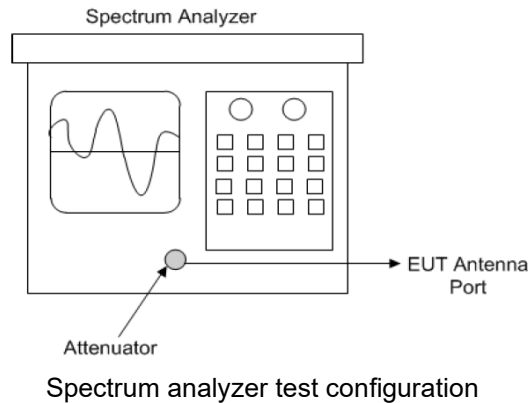 Spectrum Analyzer
EUT Antenna
Port
Attenuator
Spectrum analyzer test configuration